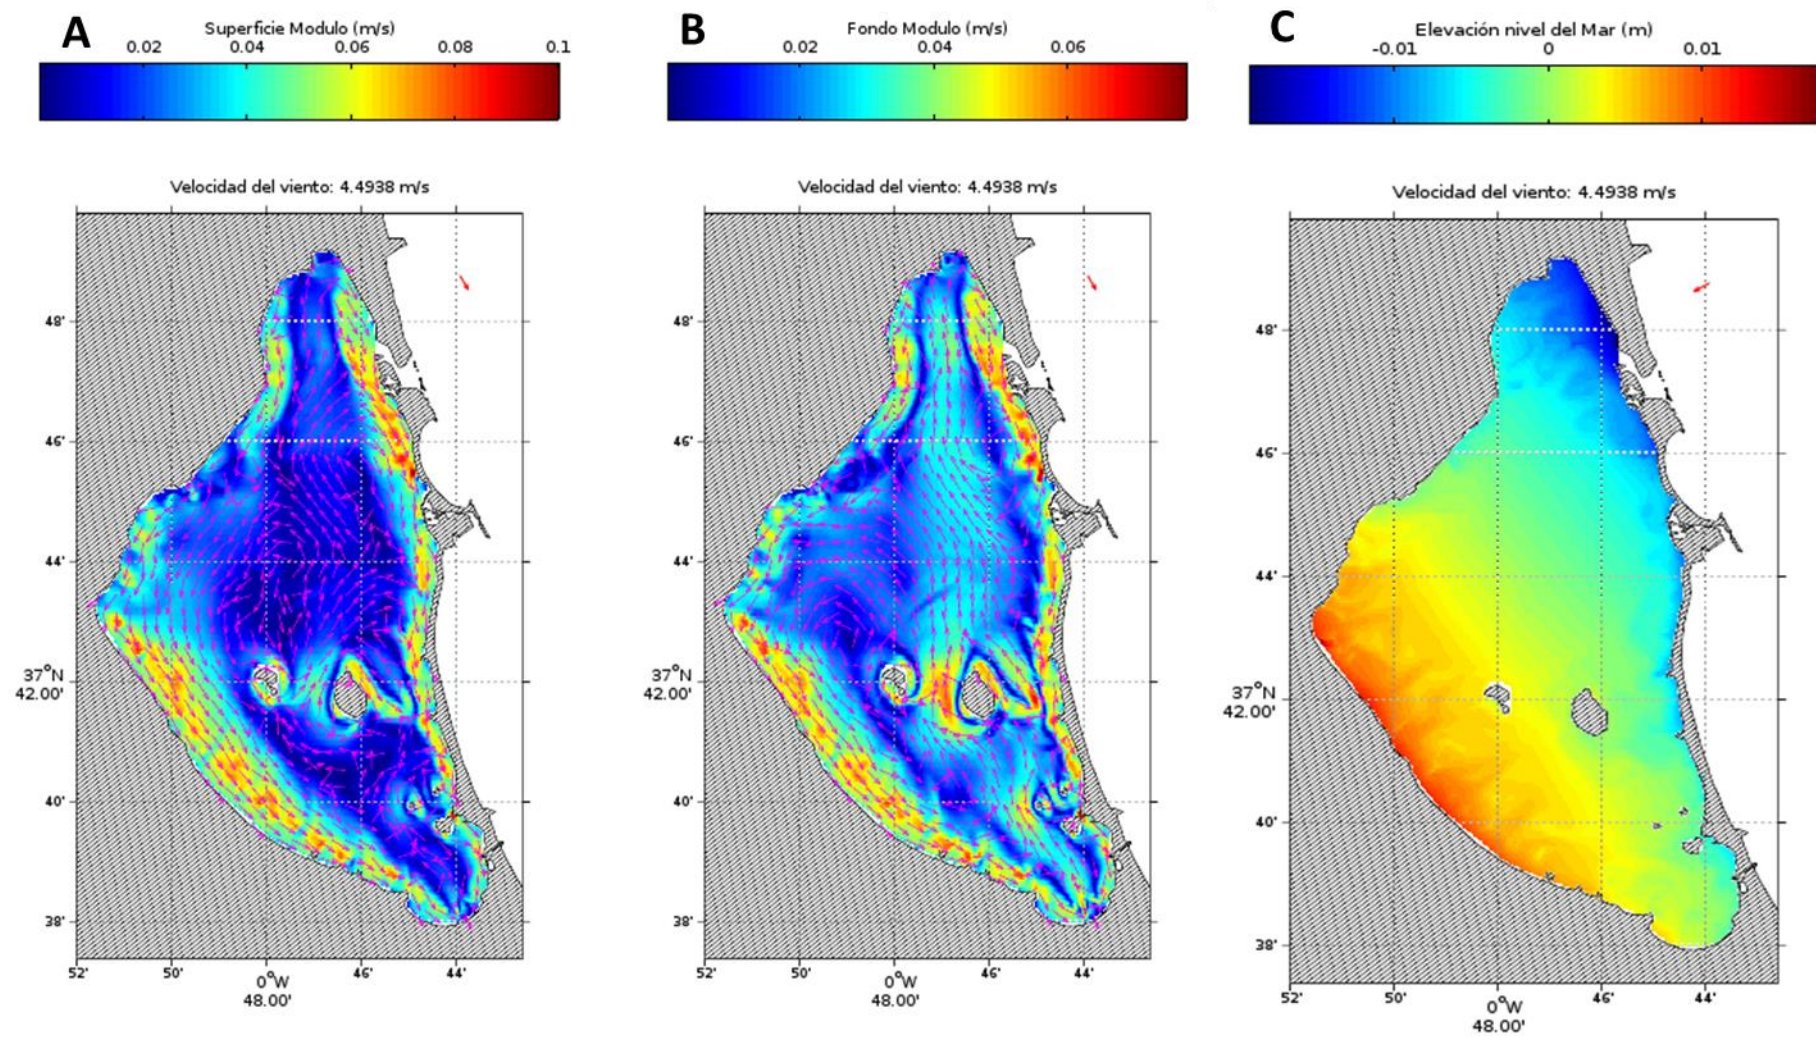 A
Superficie Modulo (m/s)
0.02 0.04 0.06 0.08 0.1
Velocidad del viento: 4.4938 m/s
48'
46'
44'
37°N
42.00'
40'
38'
52' 50' 0°W 46' 44'
48.00'
B
Fondo Modulo (m/s)
0.02 0.04 0.06
Velocidad del viento: 4.4938 m/s
48'
46'
44'
37°N
42.00'
40'
38'
52' 50' 0°W 46' 44'
48.00'
C
Elevación nivel del Mar (m)
-0.01 0 0.01
Velocidad del viento: 4.4938 m/s
48'
46'
44'
37°N
42.00'
40'
38'
52' 50' 0°W 46' 44'
48.00'